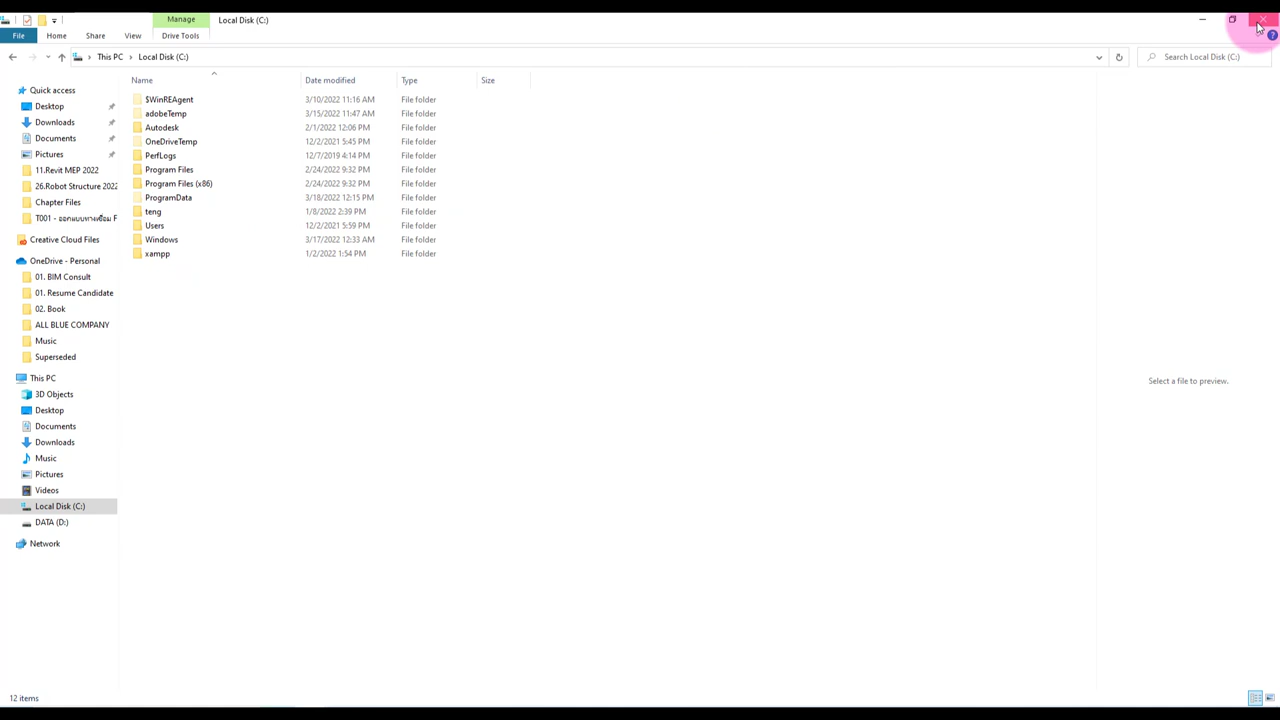 Manage
Local Disk (C:)
File
Home
Share
View
Drive Tools
This PC
Local Disk (C:)
Search Local Disk (C:)
Name
Date modified
Type
Size
Quick access
Desktop
Downloads
Documents
Pictures
11.Revit MEP 2022
26.Robot Structure 2022
Chapter Files
T001 - ออกแบบทางเชื่อม F
Creative Cloud Files
OneDrive - Personal
01. BIM Consult
01. Resume Candidate
02. Book
ALL BLUE COMPANY
Music
Superseded
This PC
3D Objects
Desktop
Documents
Downloads
Music
Pictures
Videos
Local Disk (C:)
DATA (D:)
Network
$WinREAgent 3/10/2022 11:16 AM File folder
adobeTemp 3/15/2022 11:47 AM File folder
Autodesk 2/1/2022 12:06 PM File folder
OneDriveTemp 12/2/2021 5:45 PM File folder
PerfLogs 12/7/2019 4:14 PM File folder
Program Files 2/24/2022 9:32 PM File folder
Program Files (x86) 2/24/2022 9:32 PM File folder
ProgramData 3/18/2022 12:15 PM File folder
teng 1/8/2022 2:39 PM File folder
Users 12/2/2021 5:59 PM File folder
Windows 3/17/2022 12:33 AM File folder
xampp 1/2/2022 1:54 PM File folder
Select a file to preview.
12 items